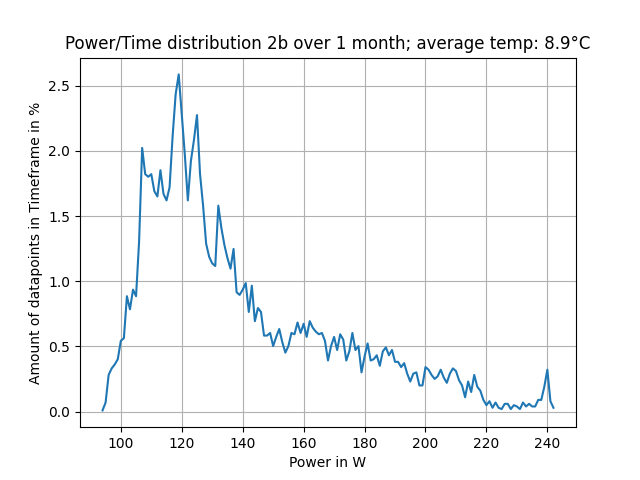 Power/Time distribution 2b over 1 month; average temp: 8.9°C
Amount of datapoints in Timeframe in %
2.5
2.0
1.5
1.0
0.5
0.0
100 120 140 160 180 200 220 240
Power in W